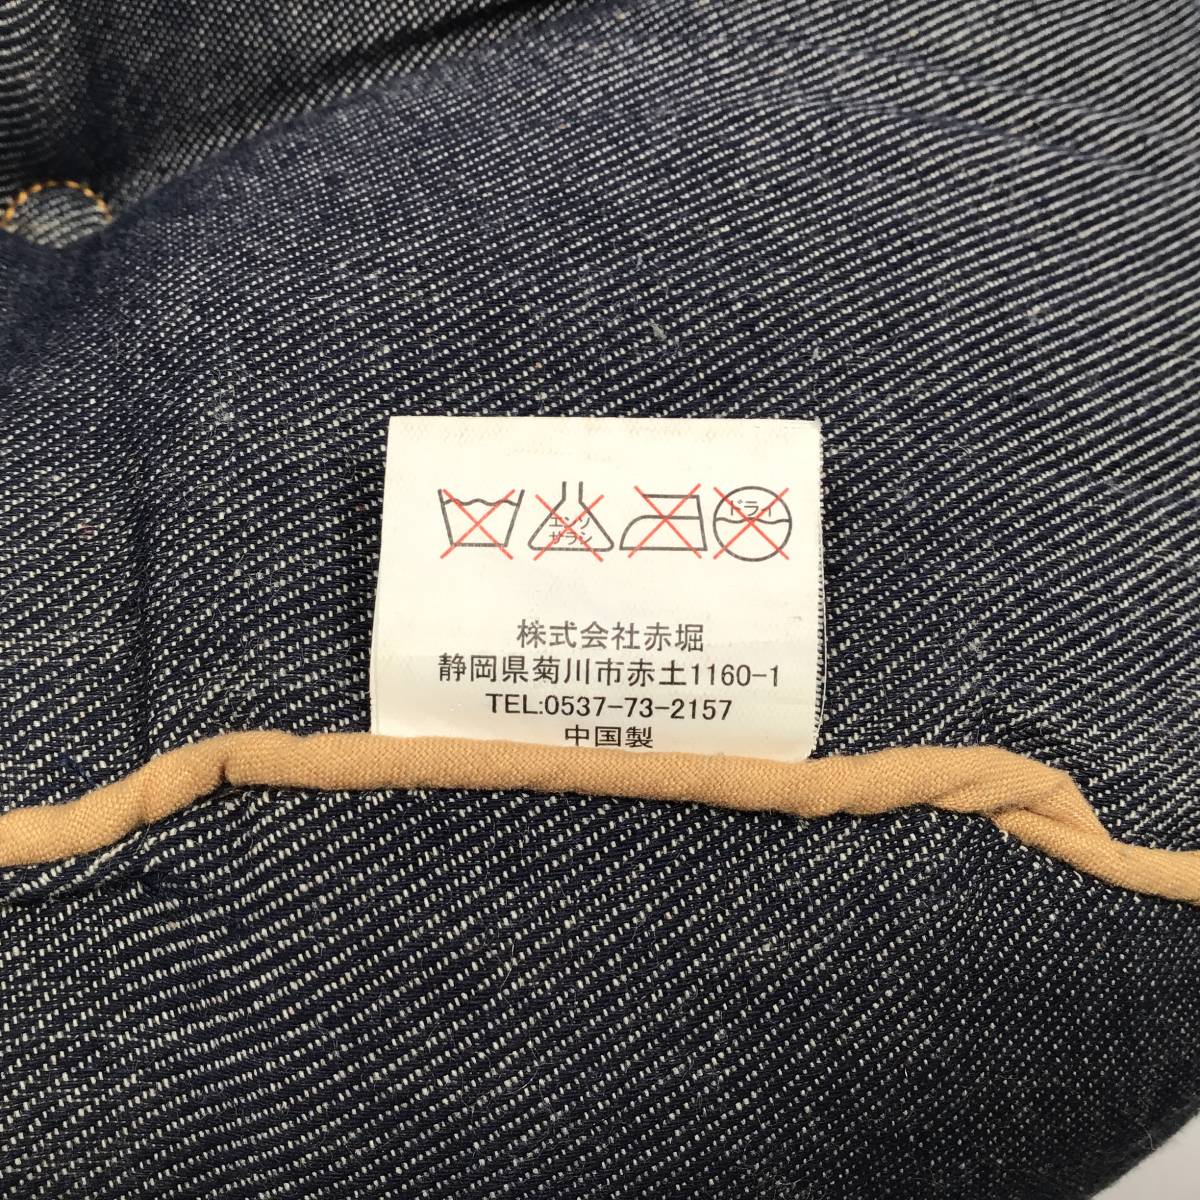 エンソ
サラシ
ドライ
株式会社赤堀
静岡県菊川市赤土1160-1
TEL:0537-73-2157
中国製